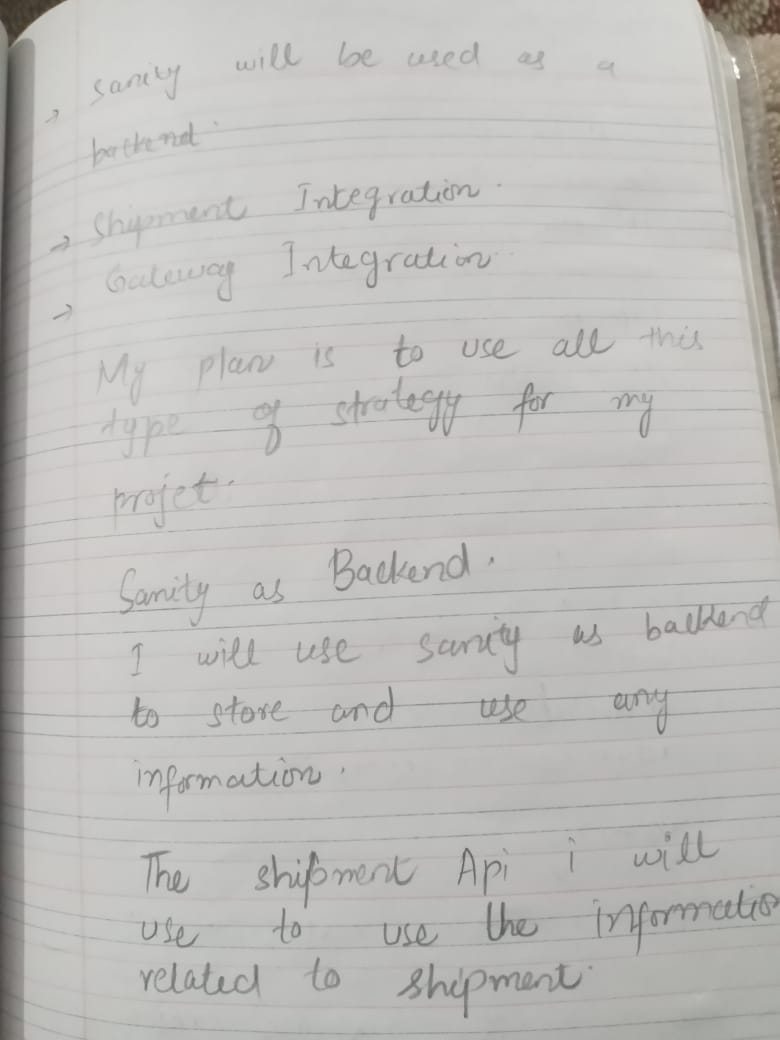 → Sanity will be used as a
backend.
→ Shipment Integration.
→ Gateway Integration.
My plan is to use all this
type of strategy for my
projet.
Sanity as Backend.
I will use sanity as backend
to store and use any
information.
The shipment Api i will
use to use the informatio
related to shipment.